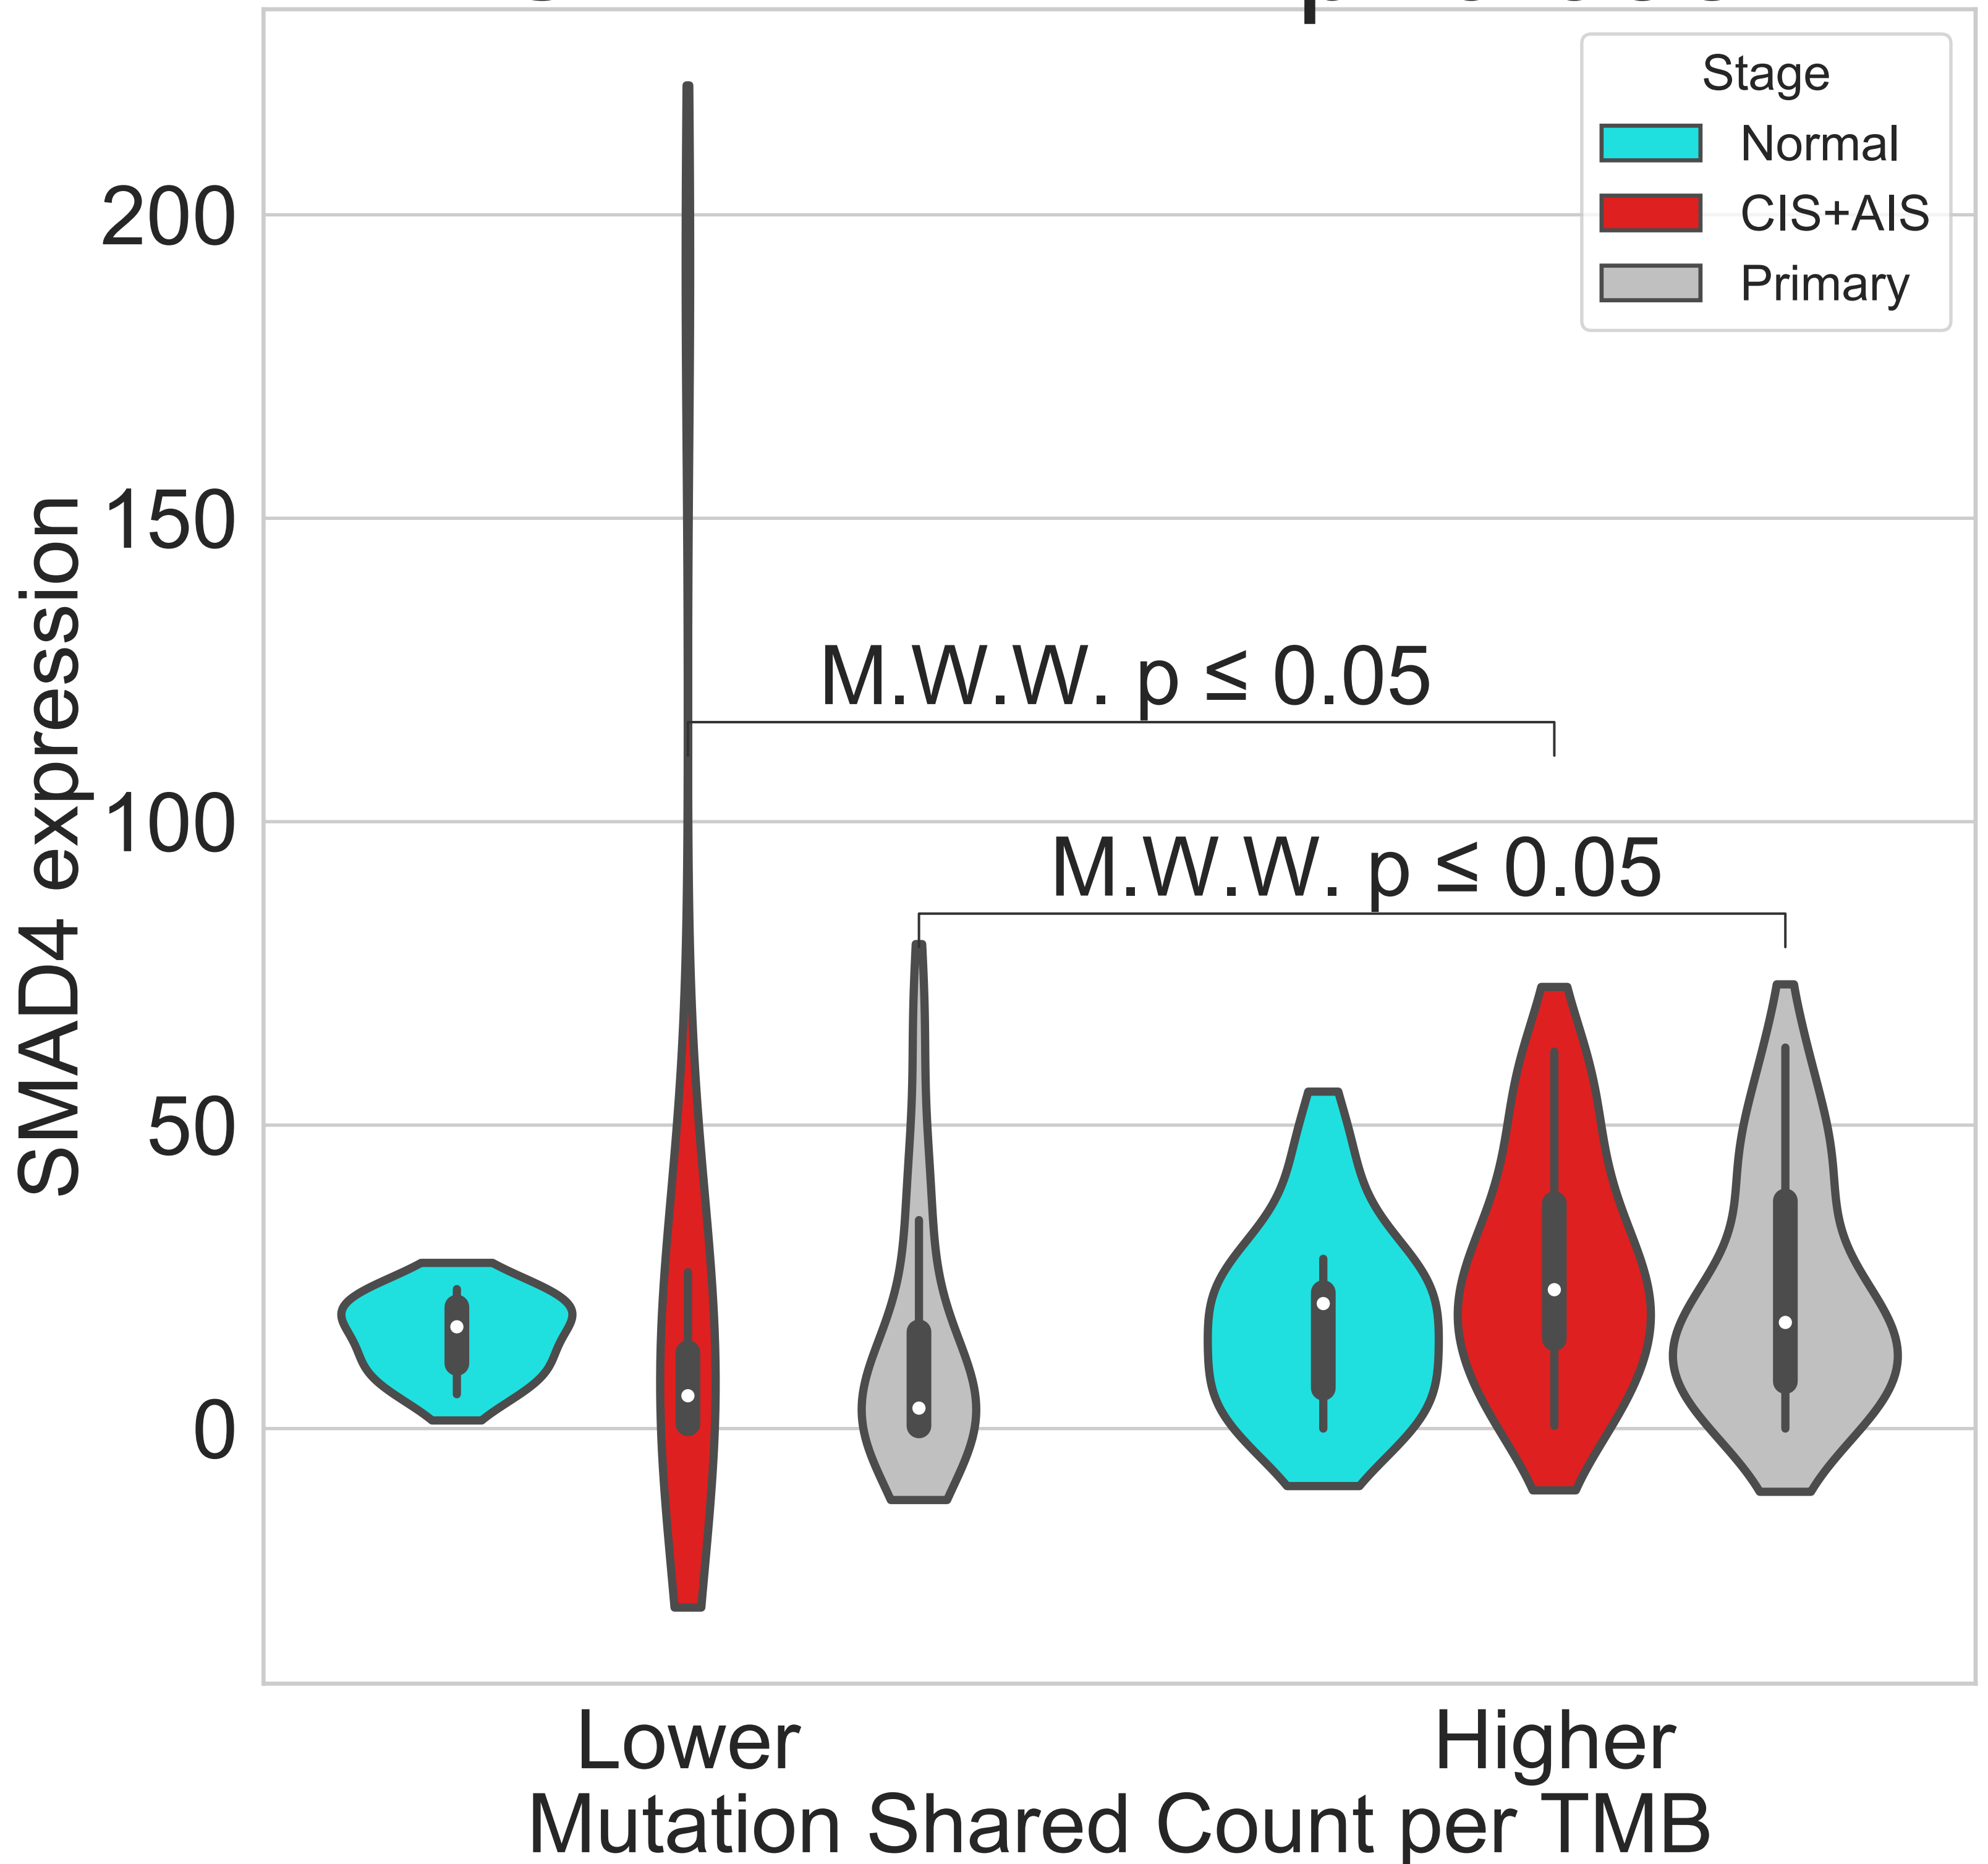 Stage
Normal
CIS+AIS
Primary
200
150
100
50
0
SMAD4 expression
M.W.W. p ≤ 0.05
M.W.W. p ≤ 0.05
Lower
Higher
Mutation Shared Count per TMB